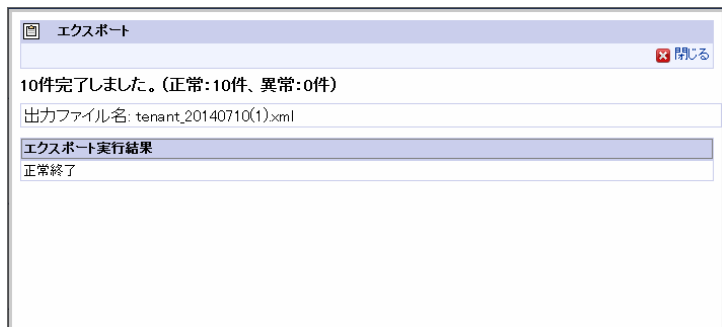 エクスポート
閉じる
10件完了しました。(正常:10件、異常:0件)
出力ファイル名: tenant_20140710(1).xml
エクスポート実行結果
正常終了